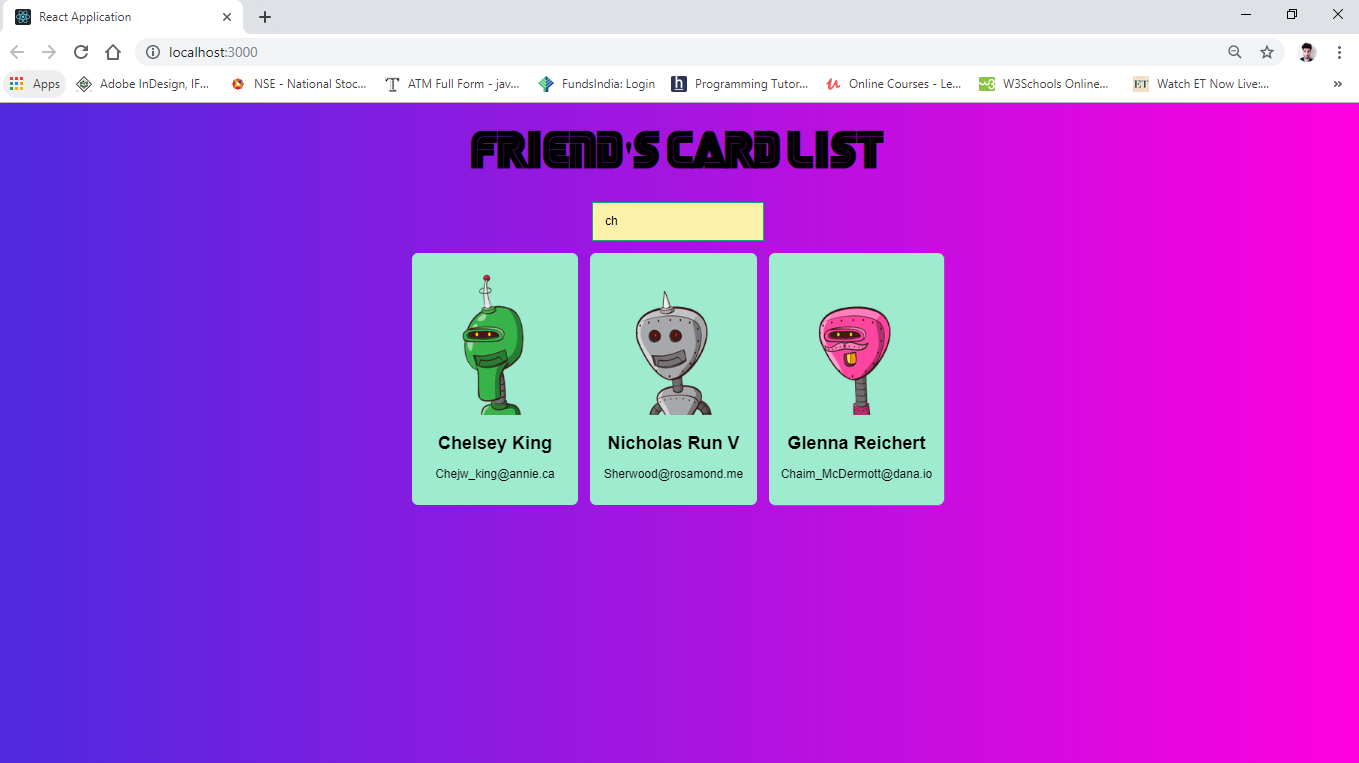 React Application
localhost:3000
Apps Adobe InDesign, IF... NSE - National Stoc... ATM Full Form - jav... FundsIndia: Login Programming Tutor... Online Courses - Le... W3Schools Online... ET Watch ET Now Live:...
FRIEND'S CARD LIST
ch
Chelsey King Nicholas Run V Glenna Reichert
Chejw_king@annie.ca Sherwood@rosamond.me Chaim_McDermott@dana.io